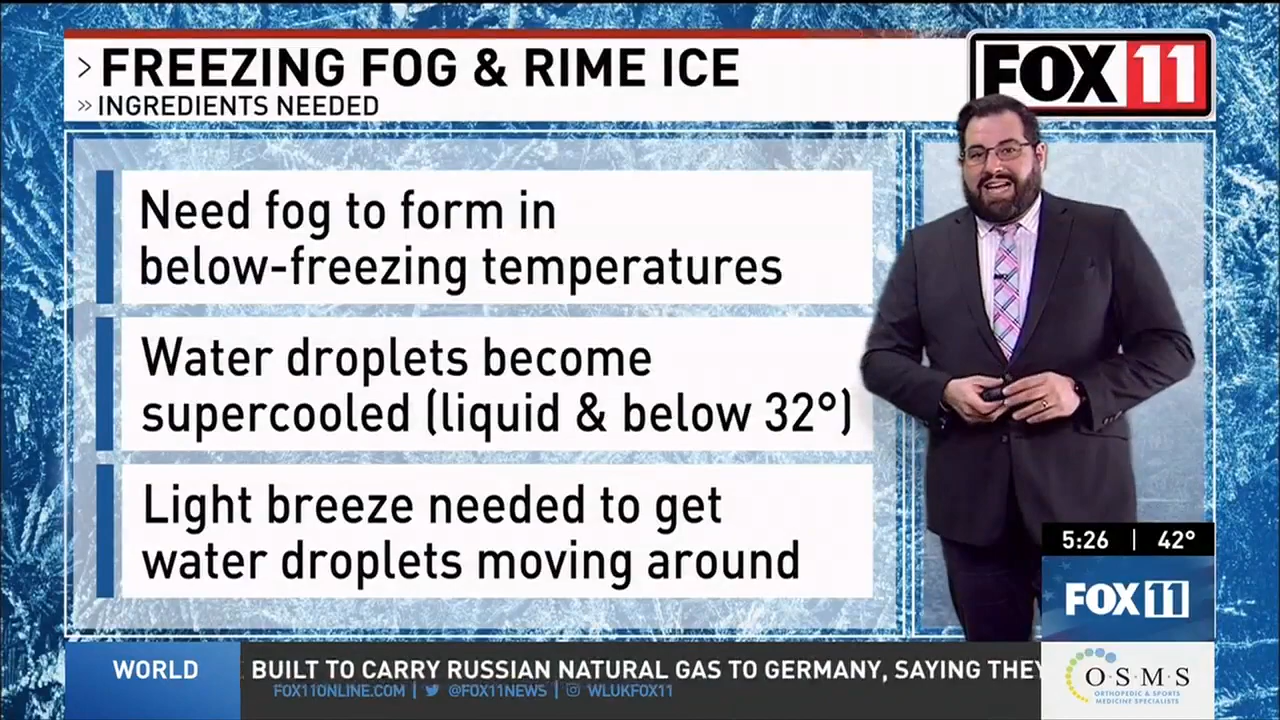 > FREEZING FOG & RIME ICE
» INGREDIENTS NEEDED
FOX 11
Need fog to form in
below-freezing temperatures
Water droplets become
supercooled (liquid & below 32°)
Light breeze needed to get
water droplets moving around
5:26 | 42°
FOX 11
WORLD
BUILT TO CARRY RUSSIAN NATURAL GAS TO GERMANY, SAYING THEY
FOX11ONLINE.COM | @FOX11NEWS | WLUKFOX11
O·S·M·S
ORTHOPEDIC & SPORTS
MEDICINE SPECIALISTS